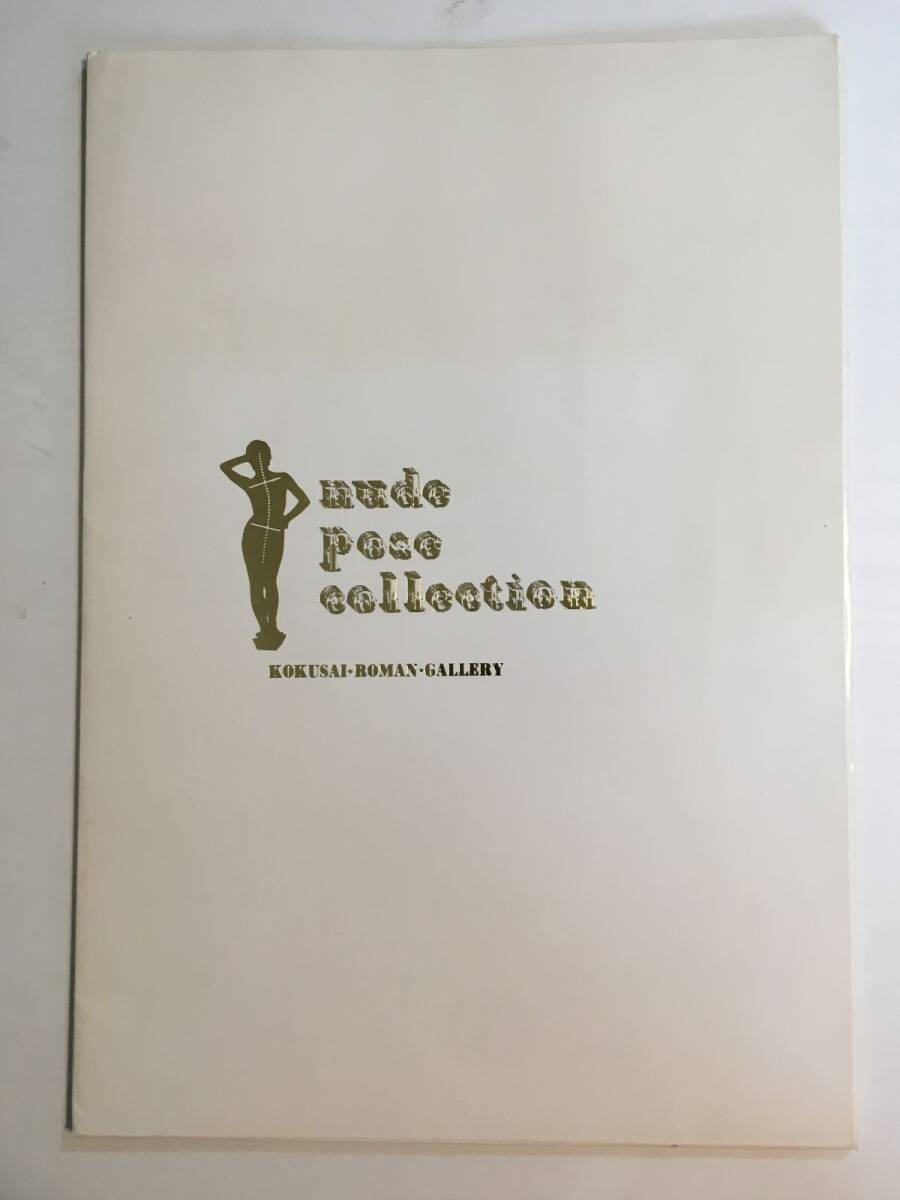 nude
pose
collection
KOKUSAI·ROMAN·GALLERY